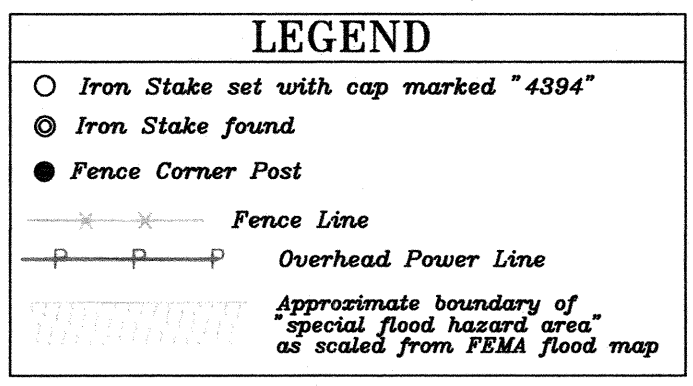 LEGEND
Iron Stake set with cap marked "4394"
Iron Stake found
Fence Corner Post
Fence Line
P P P Overhead Power Line
Approximate boundary of
"special flood hazard area"
as scaled from FEMA flood map